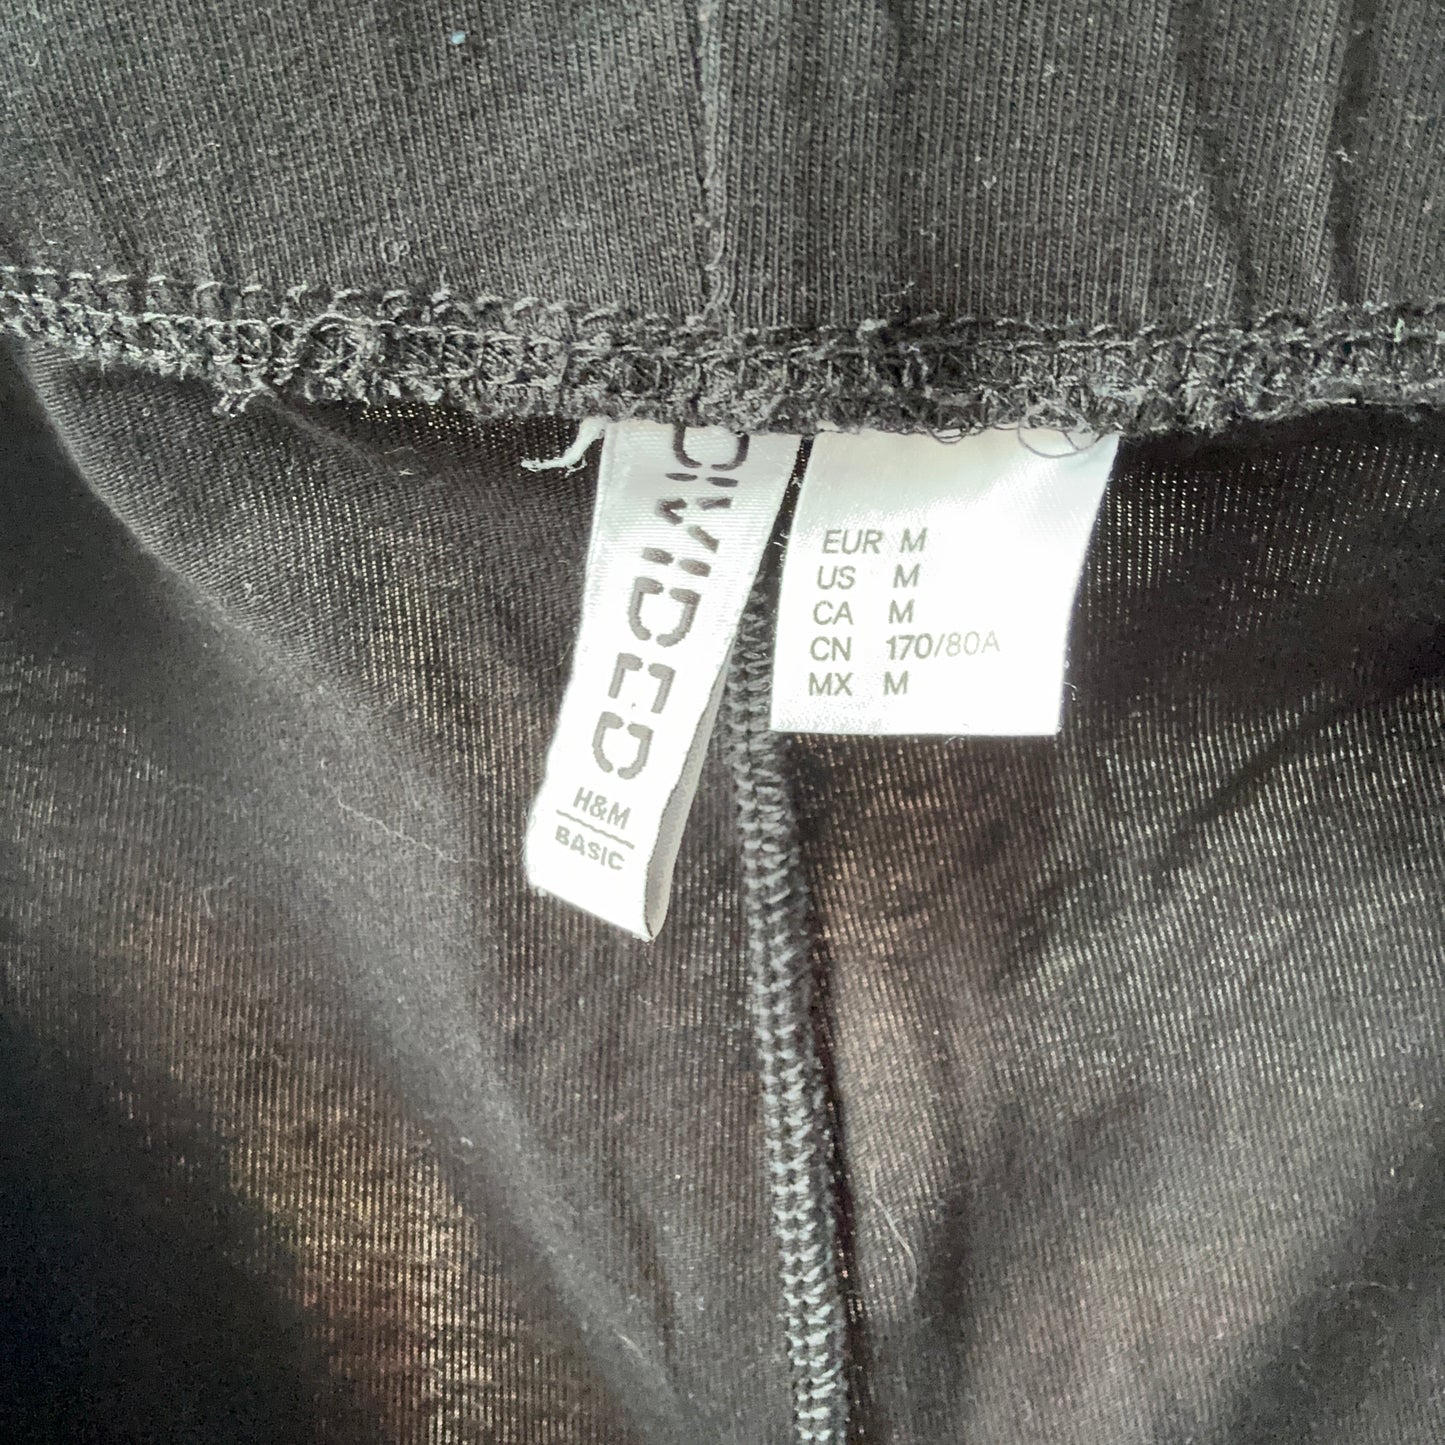 DIVIDED
H&M
BASIC
EUR M
US M
CA M
CN 170/80A
MX M